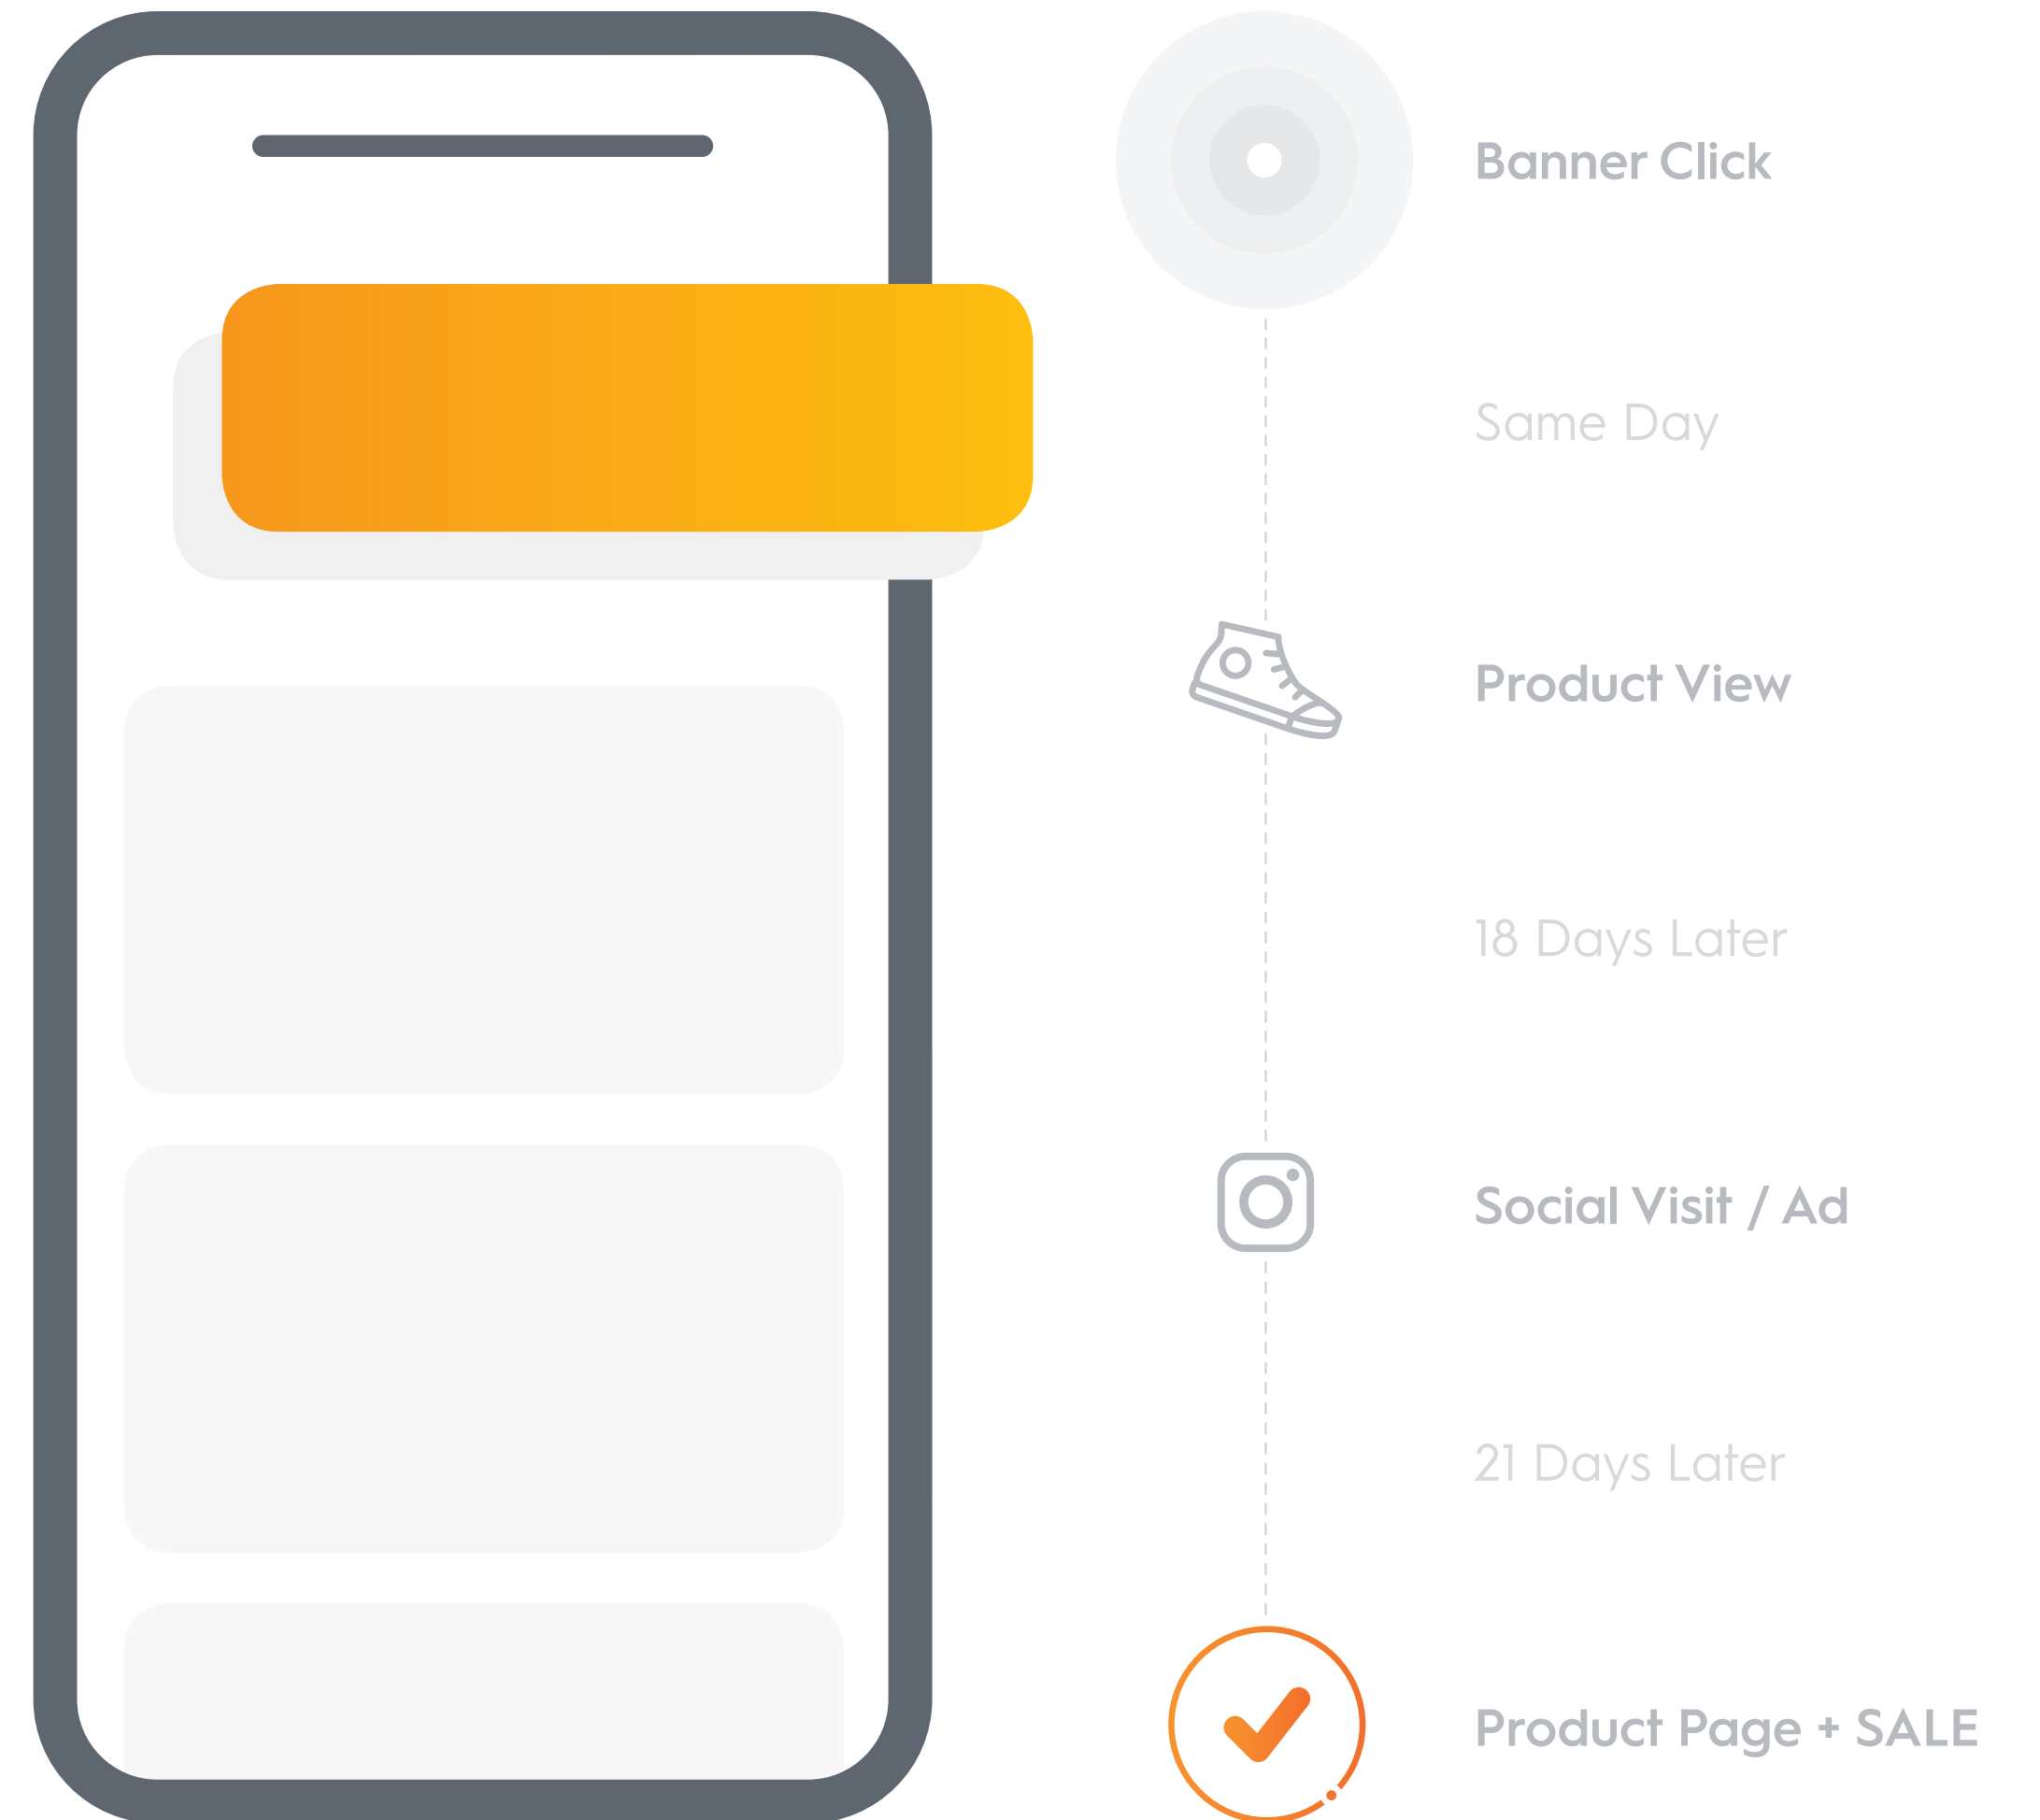 Banner Click
Same Day
Product View
18 Days Later
Social Visit / Ad
21 Days Later
Product Page + SALE